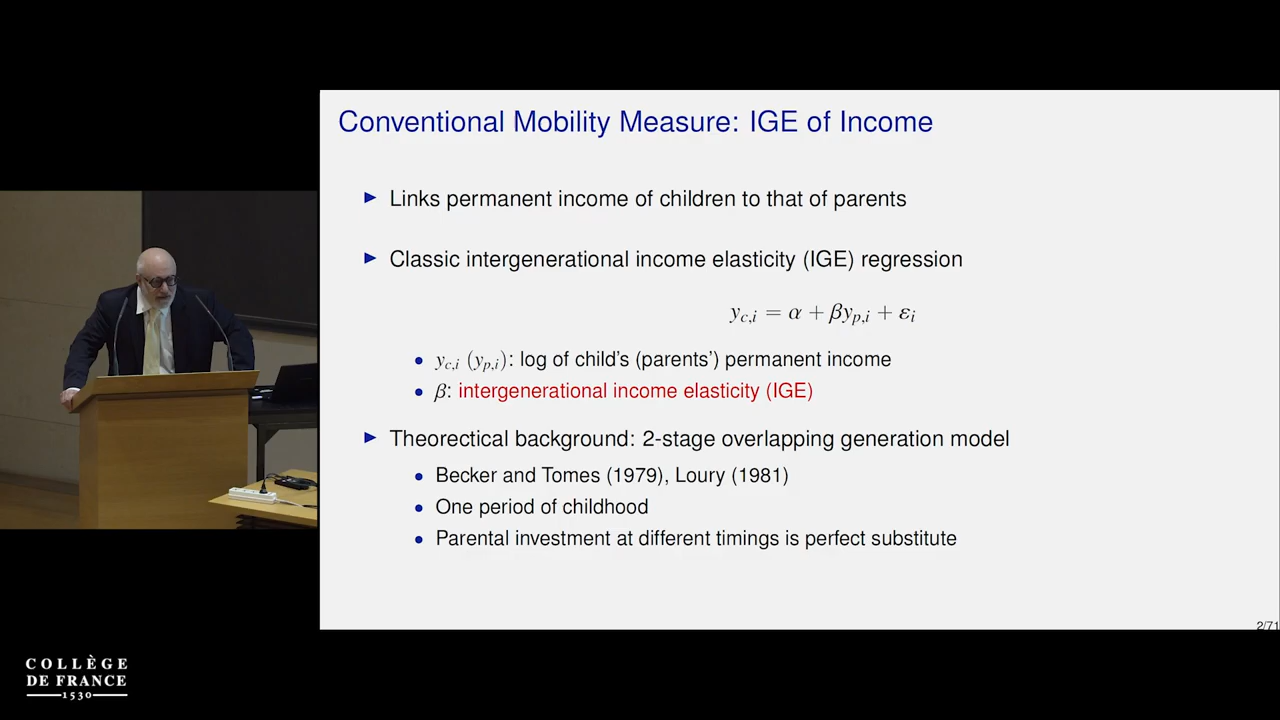 Conventional Mobility Measure: IGE of Income
▶ Links permanent income of children to that of parents
▶ Classic intergenerational income elasticity (IGE) regression
y_{c,i} = α + βy_{p,i} + ε_i
• y_{c,i} (y_{p,i}): log of child's (parents') permanent income
• β: intergenerational income elasticity (IGE)
▶ Theorectical background: 2-stage overlapping generation model
• Becker and Tomes (1979), Loury (1981)
• One period of childhood
• Parental investment at different timings is perfect substitute
2/71
COLLÈGE
DE FRANCE
1530